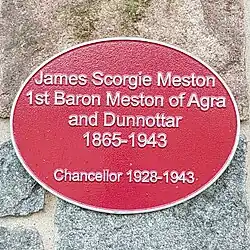 James Scorgie Meston
1st Baron Meston of Agra
and Dunnottar
1865-1943
Chancellor 1928-1943